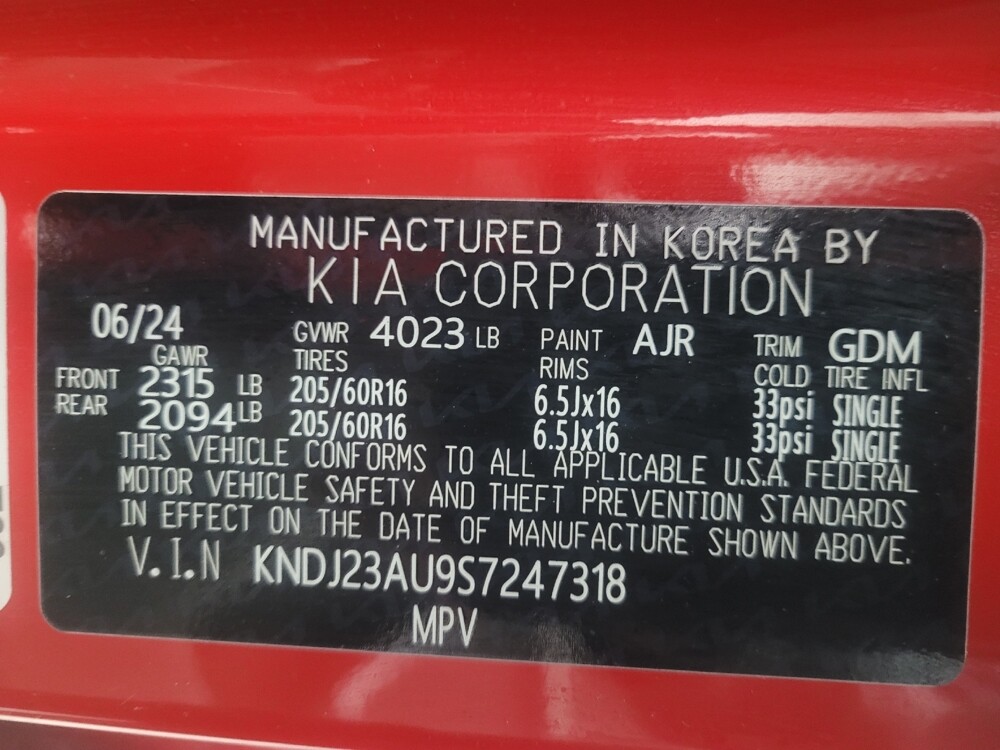 MANUFACTURED IN KOREA BY
KIA CORPORATION
06/24 GVWR 4023 LB PAINT AJR TRIM GDM
GAWR TIRES RIMS COLD TIRE INFL
FRONT 2315 LB 205/60R16 6.5Jx16 33psi SINGLE
REAR 2094 LB 205/60R16 6.5Jx16 33psi SINGLE
THIS VEHICLE CONFORMS TO ALL APPLICABLE U.S.A. FEDERAL
MOTOR VEHICLE SAFETY AND THEFT PREVENTION STANDARDS
IN EFFECT ON THE DATE OF MANUFACTURE SHOWN ABOVE.
V.I.N KNDJ23AU9S7247318
MPV